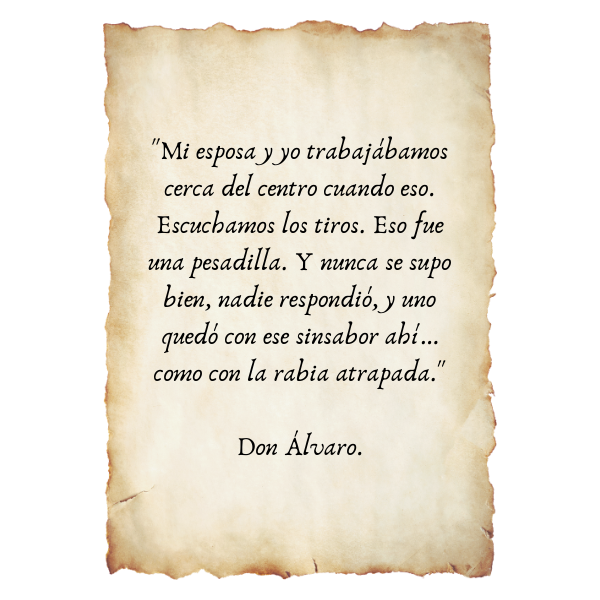 "Mi esposa y yo trabajábamos
cerca del centro cuando eso.
Escuchamos los tiros. Eso fue
una pesadilla. Y nunca se supo
bien, nadie respondió, y uno
quedó con ese sinsabor ahí...
como con la rabia atrapada."
Don Álvaro.